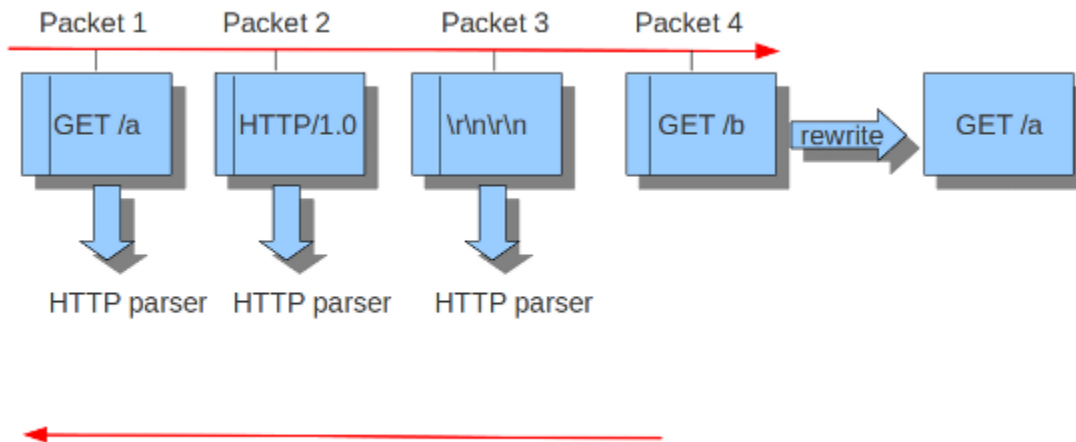 Packet 1
Packet 2
Packet 3
Packet 4
GET /a
HTTP/1.0
\r\n\r\n
GET /b
rewrite
GET /a
HTTP parser
HTTP parser
HTTP parser